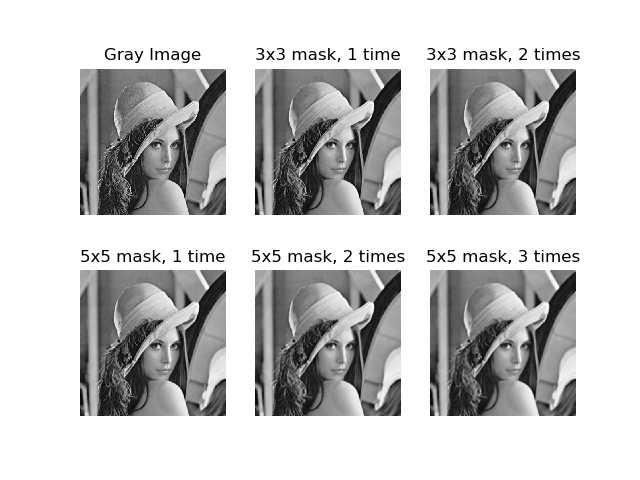 Gray Image
3x3 mask, 1 time
3x3 mask, 2 times
5x5 mask, 1 time
5x5 mask, 2 times
5x5 mask, 3 times